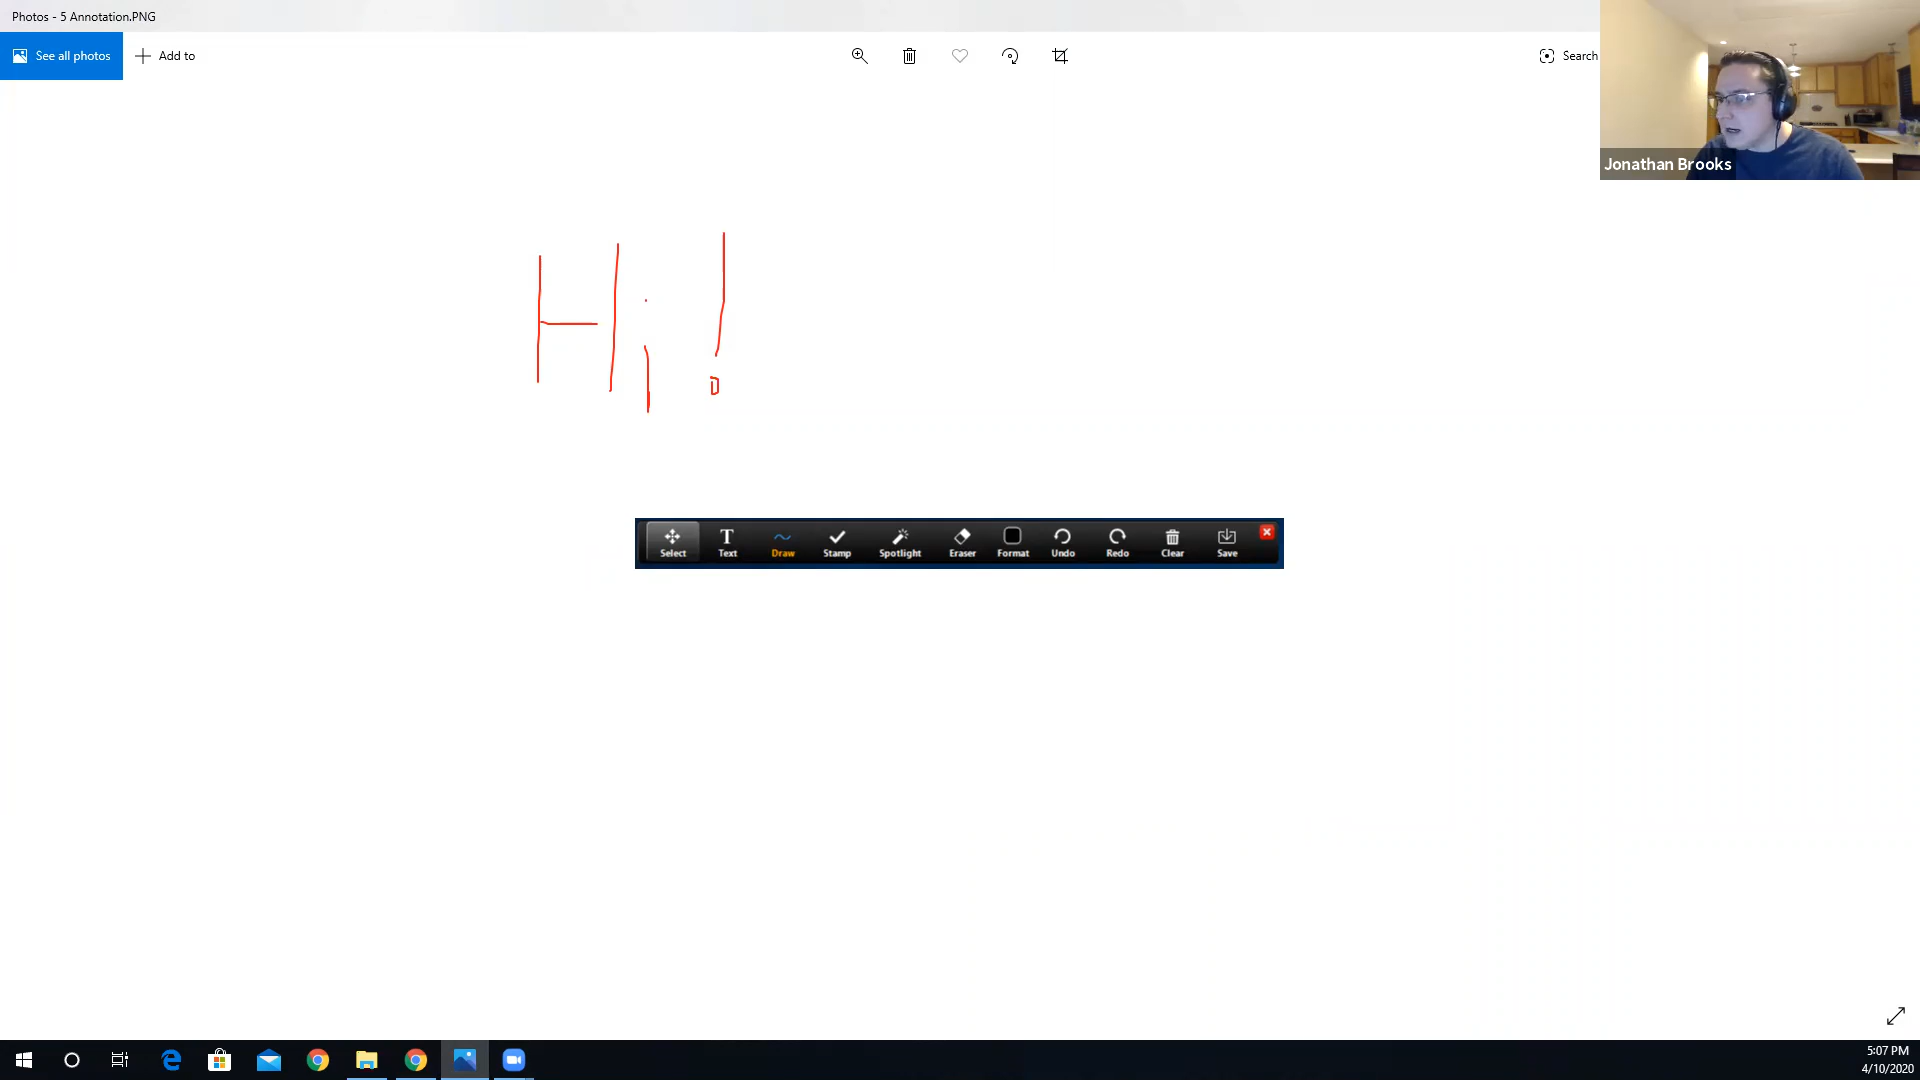 Photos - 5 Annotation.PNG
See all photos
Add to
Search
Jonathan Brooks
Hi !
Select Text Draw Stamp Spotlight Eraser Format Undo Redo Clear Save
5:07 PM
4/10/2020